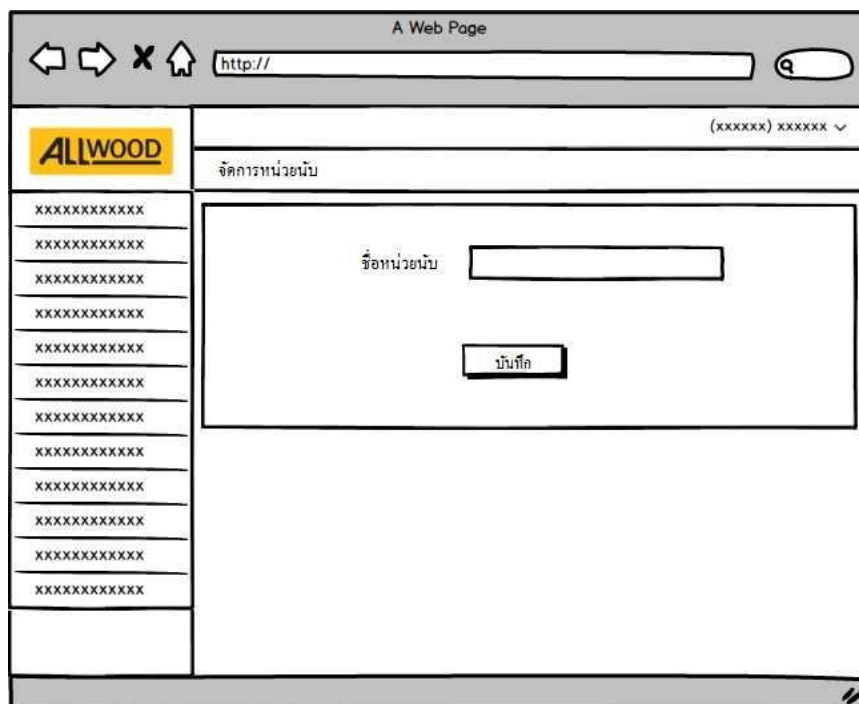 A Web Page
http://
(xxxxxx) xxxxxx
ALLWOOD
จัดการหน่วยนับ
xxxxxxxxxxxx
xxxxxxxxxxxx
xxxxxxxxxxxx
xxxxxxxxxxxx
xxxxxxxxxxxx
xxxxxxxxxxxx
xxxxxxxxxxxx
xxxxxxxxxxxx
xxxxxxxxxxxx
xxxxxxxxxxxx
xxxxxxxxxxxx
xxxxxxxxxxxx
ชื่อหน่วยนับ
บันทึก